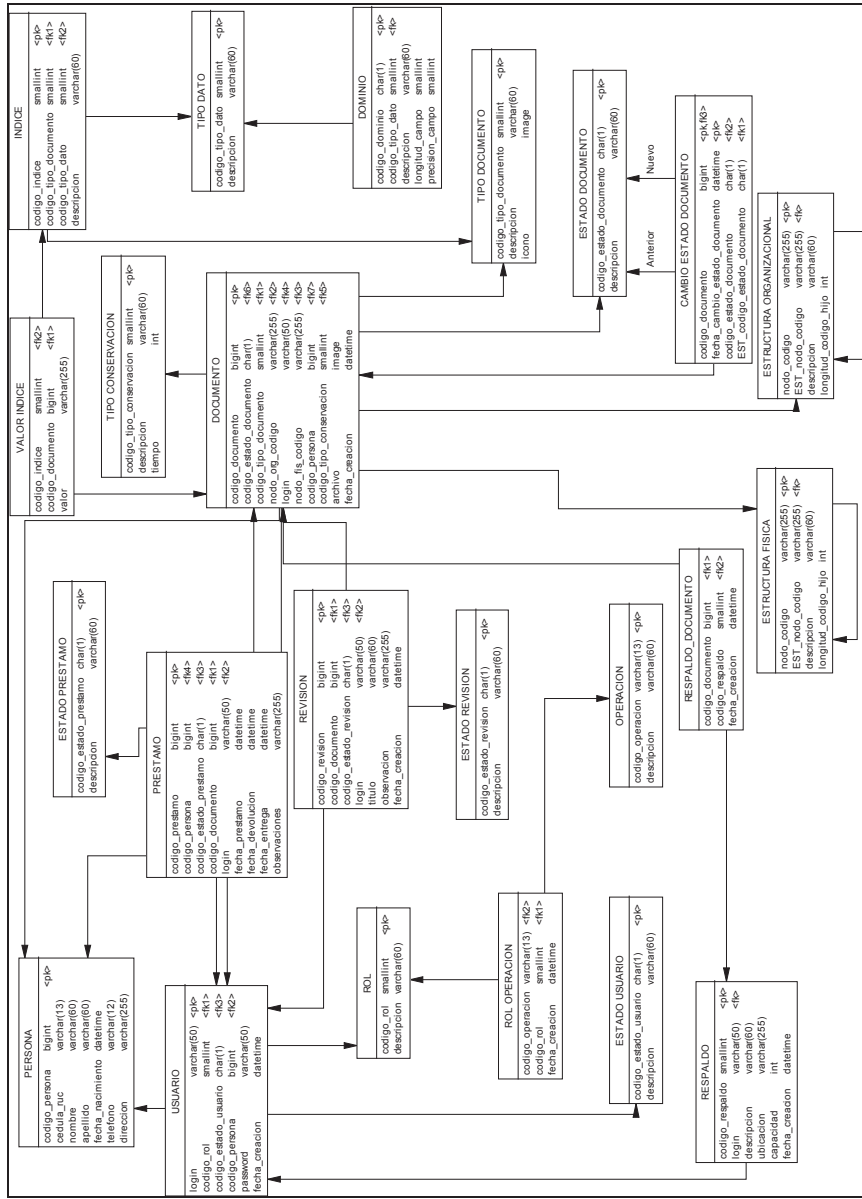 PERSONA
codigo_persona bigint <pk>
cedula_ruc varchar(13)
nombre varchar(60)
apellido varchar(60)
fecha_nacimiento datetime
telefono varchar(12)
direccion varchar(255)
ESTADO PRESTAMO
codigo_estado_prestamo char(1) <pk>
descripcion varchar(60)
VALOR INDICE
codigo_indice smallint <fk2>
codigo_documento bigint <fk1>
valor varchar(255)
INDICE
codigo_indice smallint <pk>
codigo_tipo_documento smallint <fk1>
codigo_tipo_dato smallint <fk2>
descripcion varchar(60)
TIPO CONSERVACION
codigo_tipo_conservacion smallint <pk>
descripcion varchar(60)
tiempo int
TIPO DATO
codigo_tipo_dato smallint <pk>
descripcion varchar(60)
USUARIO
login varchar(50) <pk>
codigo_rol smallint <fk1>
codigo_estado_usuario char(1) <fk3>
codigo_persona bigint <fk2>
password varchar(50)
fecha_creacion datetime
PRESTAMO
codigo_prestamo bigint <pk>
codigo_persona bigint <fk4>
codigo_estado_prestamo char(1) <fk3>
codigo_documento bigint <fk1>
login varchar(50) <fk2>
fecha_prestamo datetime
fecha_devolucion datetime
fecha_entrega datetime
observaciones varchar(255)
DOCUMENTO
codigo_documento bigint <pk>
codigo_estado_documento char(1) <fk6>
codigo_tipo_documento smallint <fk1>
nodo_org_codigo varchar(255) <fk2>
login varchar(50) <fk4>
nodo_fis_codigo varchar(255) <fk3>
codigo_persona bigint <fk7>
codigo_tipo_conservacion smallint <fk5>
archivo image
fecha_creacion datetime
DOMINIO
codigo_dominio char(1) <pk>
codigo_tipo_dato smallint <fk>
descripcion varchar(60)
longitud_campo smallint
precision_campo smallint
REVISION
codigo_revision bigint <pk>
codigo_documento bigint <fk1>
codigo_estado_revision char(1) <fk3>
login varchar(50) <fk2>
titulo varchar(60)
observacion varchar(255)
fecha_creacion datetime
ROL
codigo_rol smallint <pk>
descripcion varchar(60)
ESTADO REVISION
codigo_estado_revision char(1) <pk>
descripcion varchar(60)
TIPO DOCUMENTO
codigo_tipo_documento smallint <pk>
descripcion varchar(60)
icono image
ROL OPERACION
codigo_operacion varchar(13) <fk2>
codigo_rol smallint <fk1>
fecha_creacion datetime
OPERACION
codigo_operacion varchar(13) <pk>
descripcion varchar(60)
ESTADO DOCUMENTO
codigo_estado_documento char(1) <pk>
descripcion varchar(60)
Anterior
Nuevo
ESTADO USUARIO
codigo_estado_usuario char(1) <pk>
descripcion varchar(60)
RESPALDO_DOCUMENTO
codigo_documento bigint <fk1>
codigo_respaldo smallint <fk2>
fecha_creacion datetime
CAMBIO ESTADO DOCUMENTO
codigo_documento bigint <pk,fk3>
fecha_cambio_estado_documento datetime <pk>
codigo_estado_documento char(1) <fk2>
EST_codigo_estado_documento char(1) <fk1>
RESPALDO
codigo_respaldo smallint <pk>
login varchar(50) <fk>
descripcion varchar(60)
ubicacion varchar(255)
capacidad int
fecha_creacion datetime
ESTRUCTURA FISICA
nodo_codigo varchar(255) <pk>
EST_nodo_codigo varchar(255) <fk>
descripcion varchar(60)
longitud_codigo_hijo int
ESTRUCTURA ORGANIZACIONAL
nodo_codigo varchar(255) <pk>
EST_nodo_codigo varchar(255) <fk>
descripcion varchar(60)
longitud_codigo_hijo int